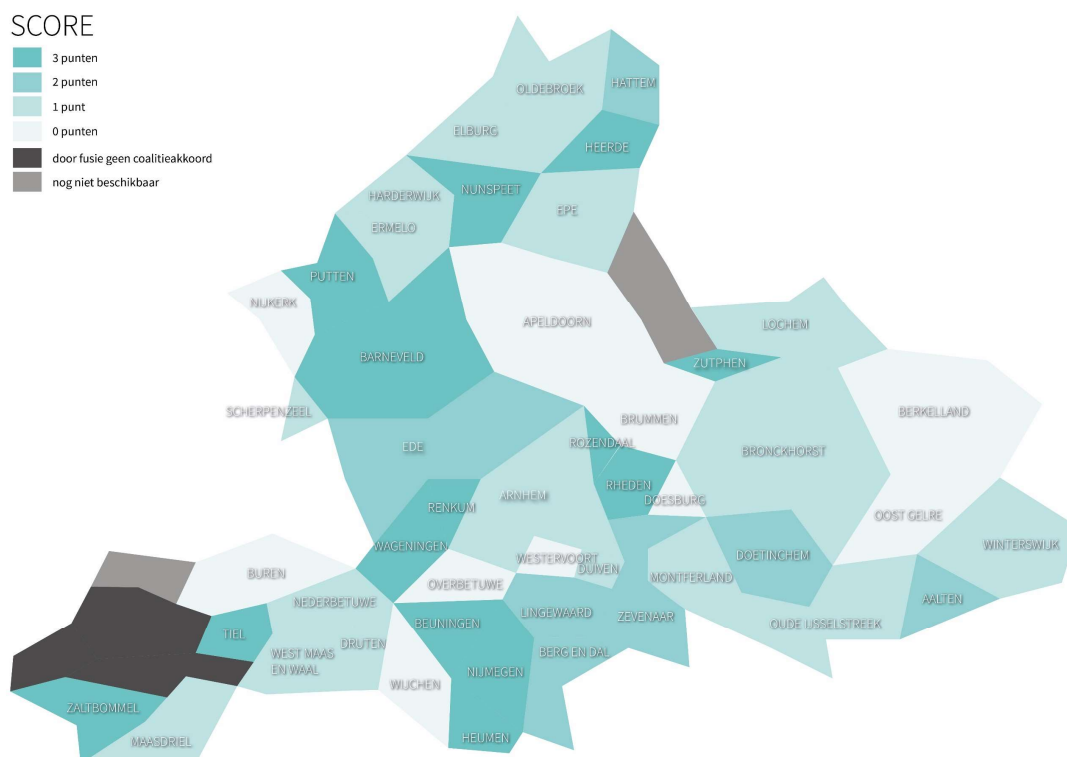 SCORE
3 punten
2 punten
1 punt
0 punten
door fusie geen coalitieakkoord
nog niet beschikbaar
HATTEM
OLDEBROEK
ELBURG
HEERDE
NUNSPEET
HARDERWIJK
EPE
ERMELO
PUTTEN
NIJKERK
APELDOORN
LOCHEM
BARNEVELD
ZUTPHEN
SCHERPENZEEL
BERKELLAND
BRUMMEN
EDE
ROZENDAAL
BRONCKHORST
RHEDEN
ARNHEM
DOESBURG
RENKUM
OOST GELRE
WAGENINGEN
WINTERSWIJK
DOETINCHEM
WESTERVOORT
DUIVEN
BUREN
MONTFERLAND
OVERBETUWE
AALTEN
NEDERBETUWE
LINGEWAARD
ZEVENAAR
BEUNINGEN
OUDE IJSSELSTREEK
TIEL
DRUTEN
BERG EN DAL
WEST MAAS
EN WAAL
NIJMEGEN
WIJCHEN
ZALTBOMMEL
HEUMEN
MAASDRIEL